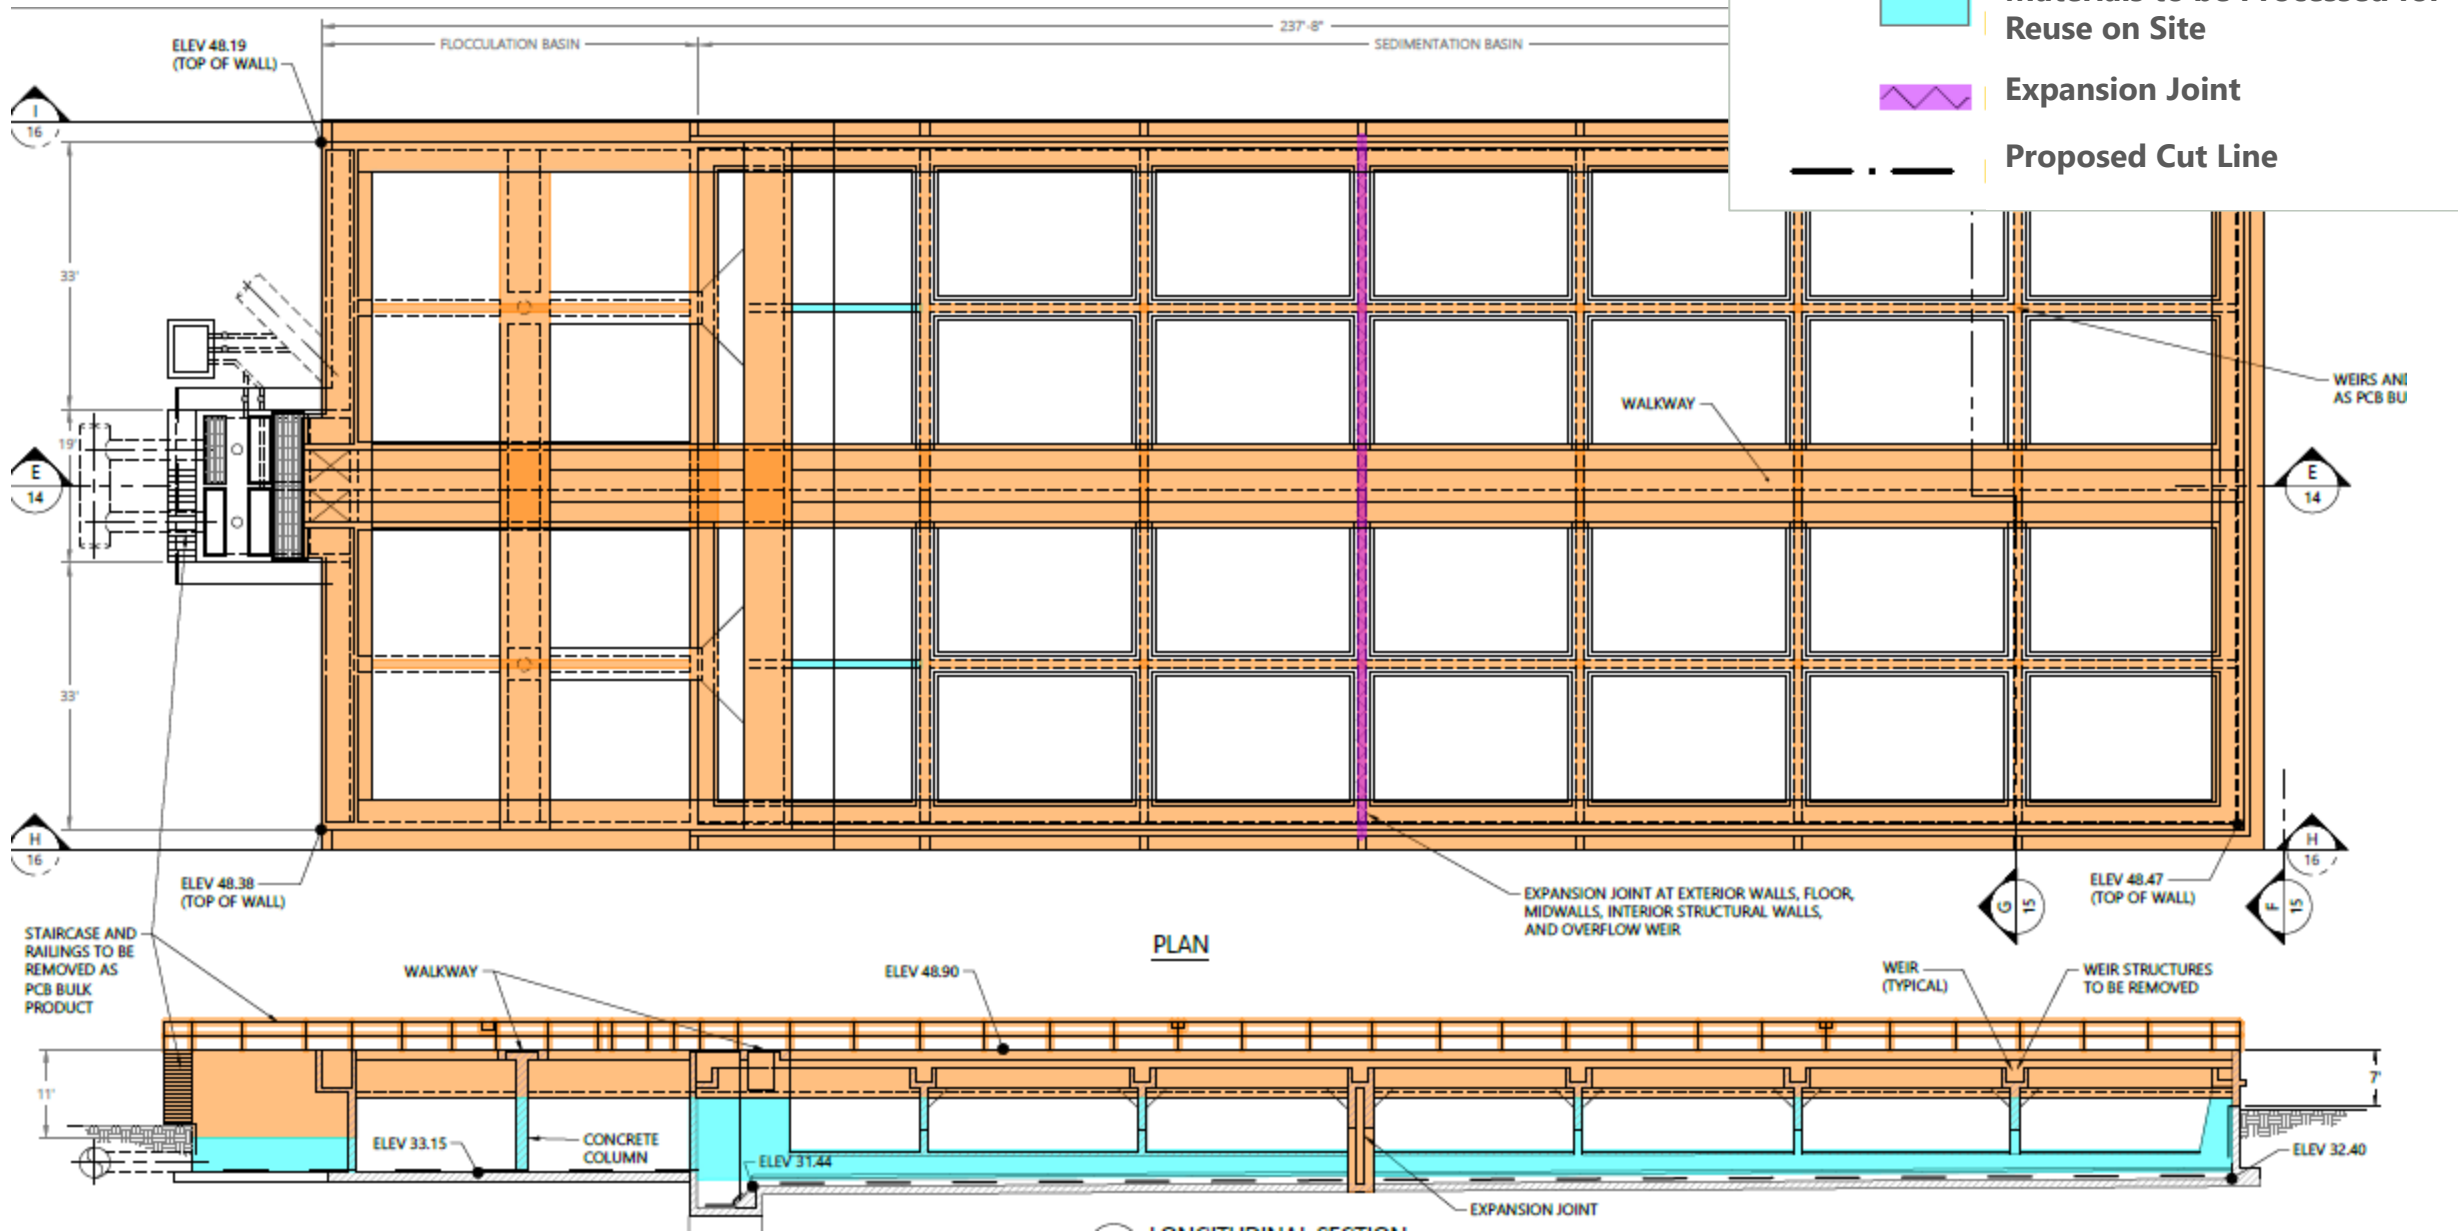 Reuse on Site
Expansion Joint
Proposed Cut Line
237'-8"
FLOCCULATION BASIN
SEDIMENTATION BASIN
ELEV 48.19
(TOP OF WALL)
I
16
33'
19'
E
14
33'
WALKWAY
WEIRS AND
AS PCB BU
E
14
H
16
ELEV 48.38
(TOP OF WALL)
EXPANSION JOINT AT EXTERIOR WALLS, FLOOR,
MIDWALLS, INTERIOR STRUCTURAL WALLS,
AND OVERFLOW WEIR
ELEV 48.47
(TOP OF WALL)
G
15
F
15
H
16
PLAN
STAIRCASE AND
RAILINGS TO BE
REMOVED AS
PCB BULK
PRODUCT
WALKWAY
ELEV 48.90
WEIR
(TYPICAL)
WEIR STRUCTURES
TO BE REMOVED
11'
7'
ELEV 33.15
CONCRETE
COLUMN
ELEV 31.44
ELEV 32.40
EXPANSION JOINT